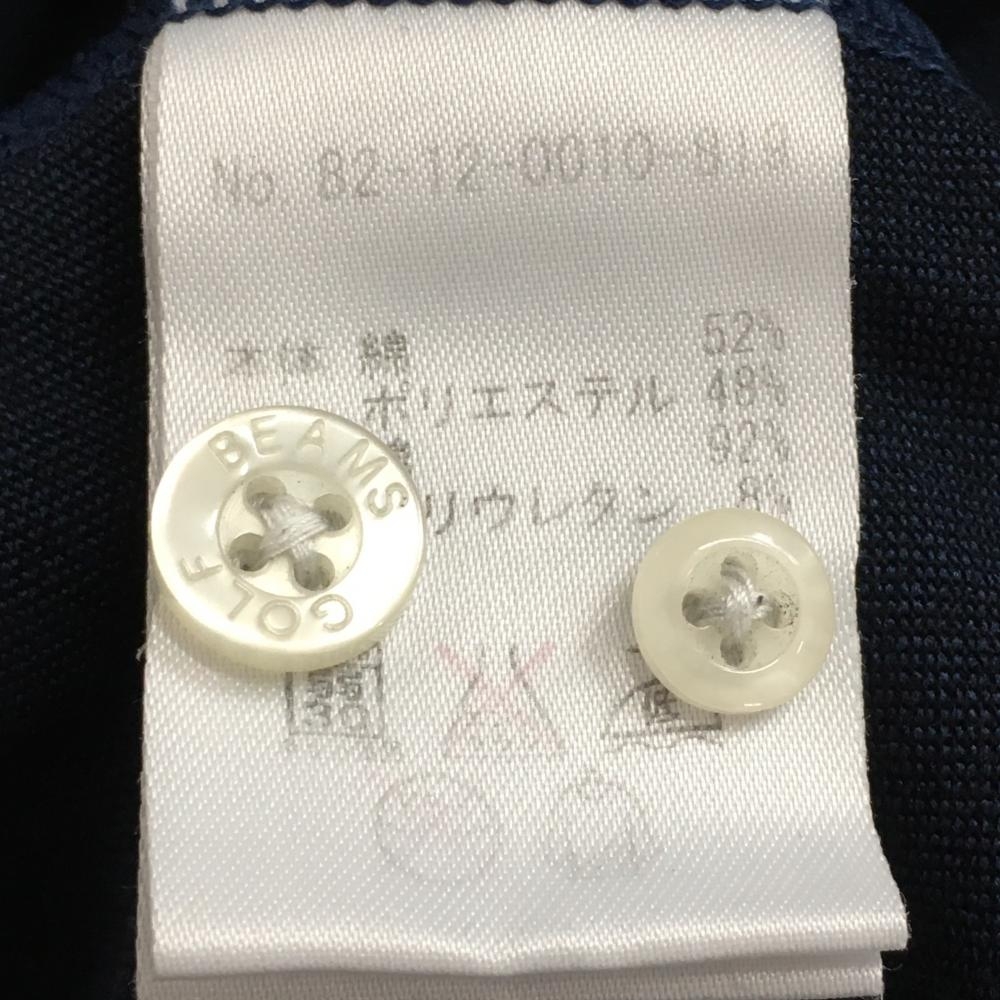 No. 82-12-0010-813
本体 綿 52%
ポリエステル 48%
92%
リウレタン 8%
BEAMS
GOLF